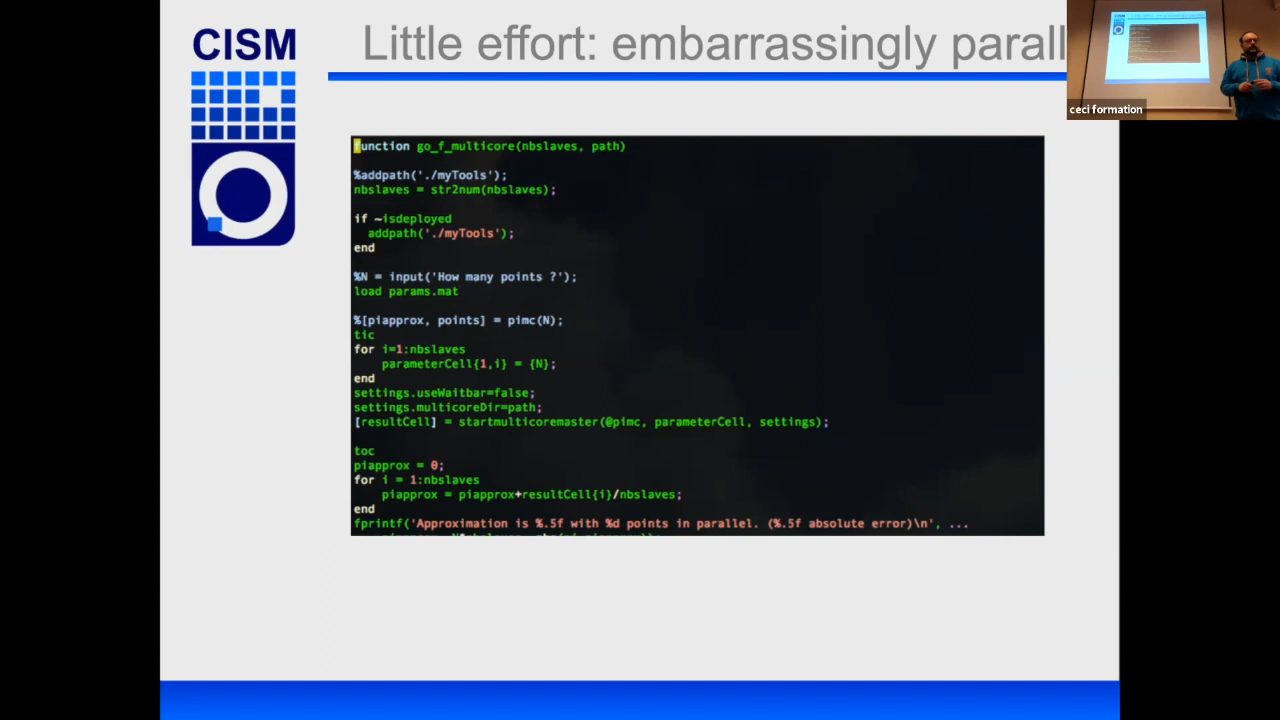 CISM
Little effort: embarrassingly parall
ceci formation
function go_f_multicore(nbslaves, path)
%addpath('./myTools');
nbslaves = str2num(nbslaves);
if ~isdeployed
addpath('./myTools');
end
%N = input('How many points ?');
load params.mat
%[piapprox, points] = pimc(N);
tic
for i=1:nbslaves
parameterCell{1,i} = {N};
end
settings.useWaitbar=false;
settings.multicoreDir=path;
[resultCell] = startmulticoremaster(@pimc, parameterCell, settings);
toc
piapprox = 0;
for i = 1:nbslaves
piapprox = piapprox+resultCell{i}/nbslaves;
end
fprintf('Approximation is %.5f with %d points in parallel. (%.5f absolute error)\n', ...